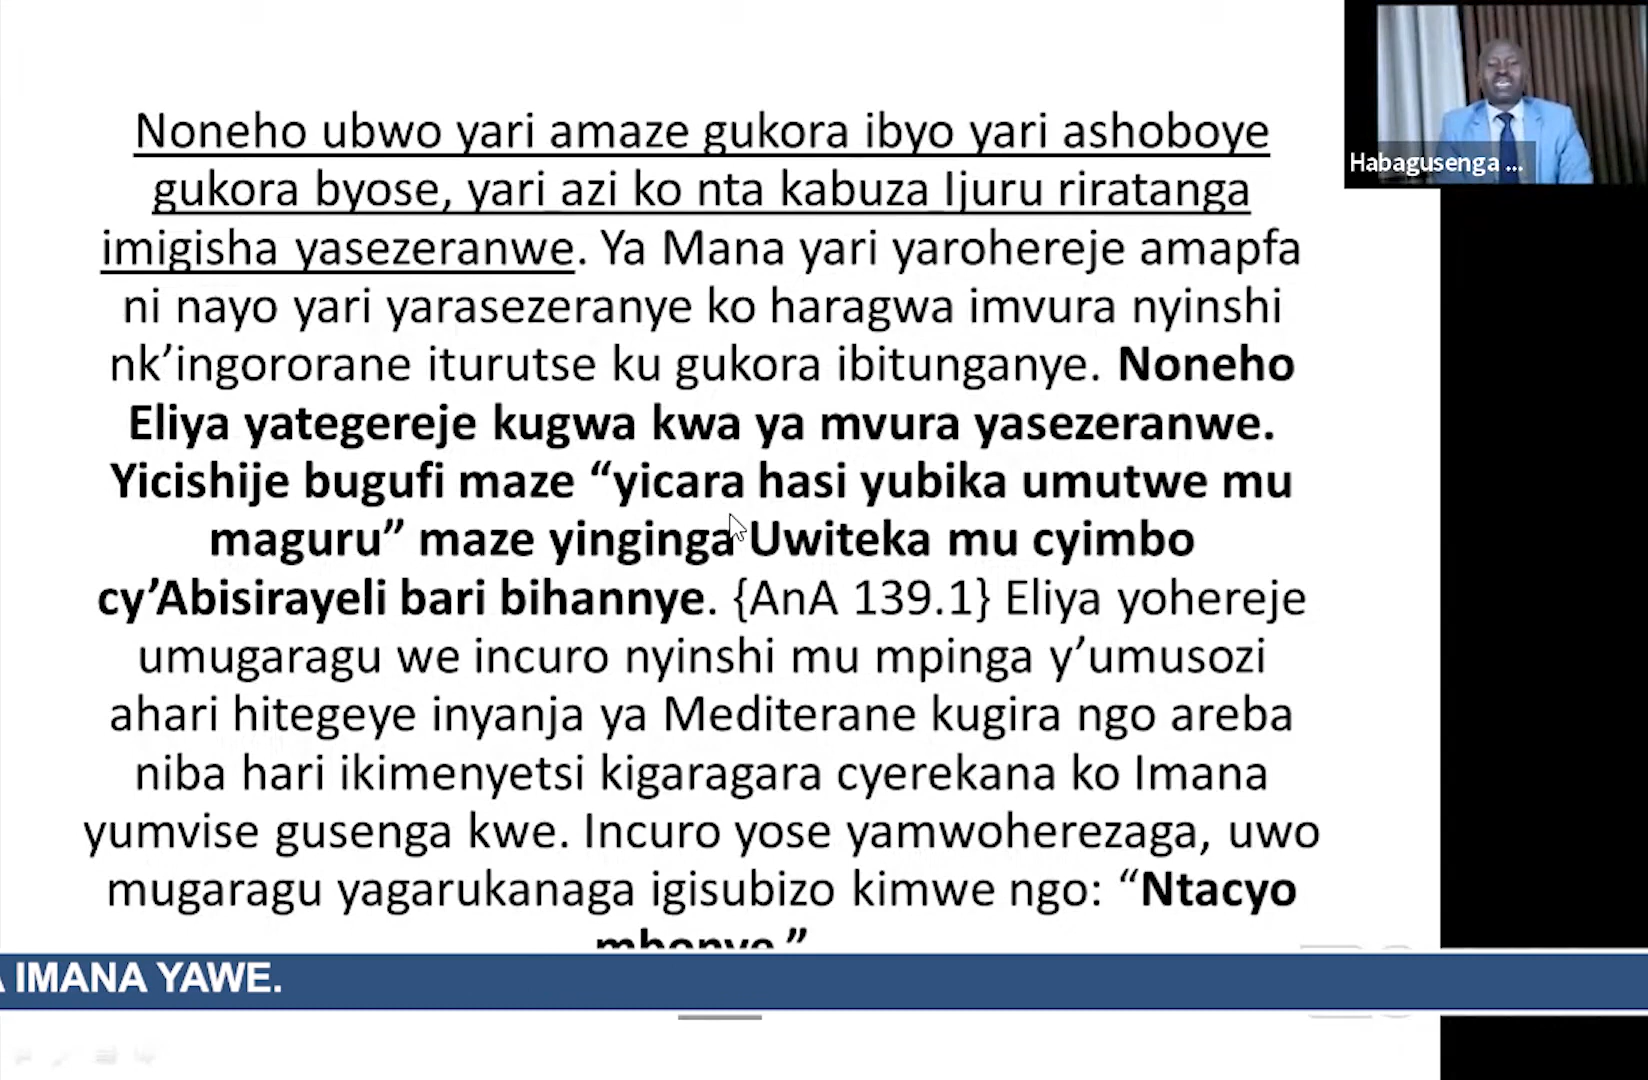 Noneho ubwo yari amaze gukora ibyo yari ashoboye
gukora byose, yari azi ko nta kabuza Ijuru riratanga
imigisha yasezeranwe. Ya Mana yari yarohereje amapfa
ni nayo yari yarasezeranye ko haragwa imvura nyinshi
nk’ingororane iturutse ku gukora ibitunganye. Noneho
Eliya yategereje kugwa kwa ya mvura yasezeranwe.
Yicishije bugufi maze “yicara hasi yubika umutwe mu
maguru” maze yinginga Uwiteka mu cyimbo
cy’Abisirayeli bari bihannye. {AnA 139.1} Eliya yohereje
umugaragu we incuro nyinshi mu mpinga y’umusozi
ahari hitegeye inyanja ya Mediterane kugira ngo areba
niba hari ikimenyetsi kigaragara cyerekana ko Imana
yumvise gusenga kwe. Incuro yose yamwoherezaga, uwo
mugaragu yagarukanaga igisubizo kimwe ngo: “Ntacyo
mbonye.”
Habagusenga ...
A IMANA YAWE.